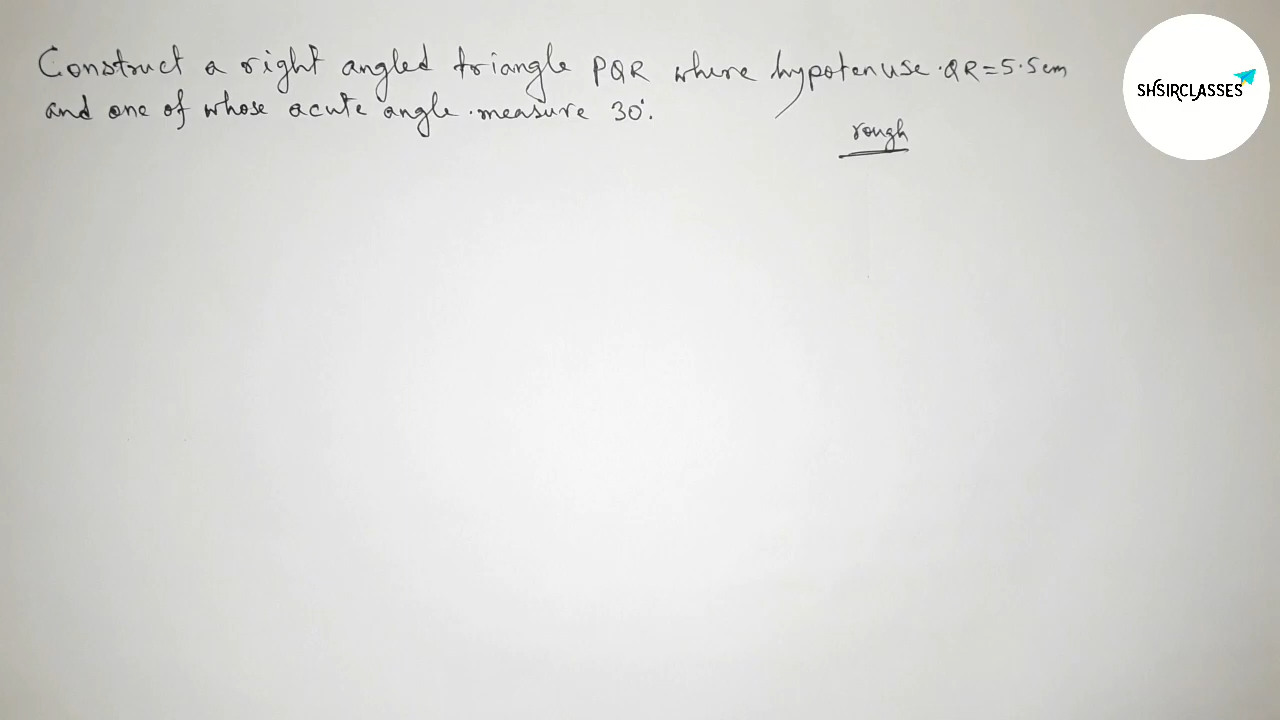 Construct a right angled triangle PQR where hypotenuse QR=5.5cm
and one of whose acute angle measure 30°.
rough
SHSIRCLASSES